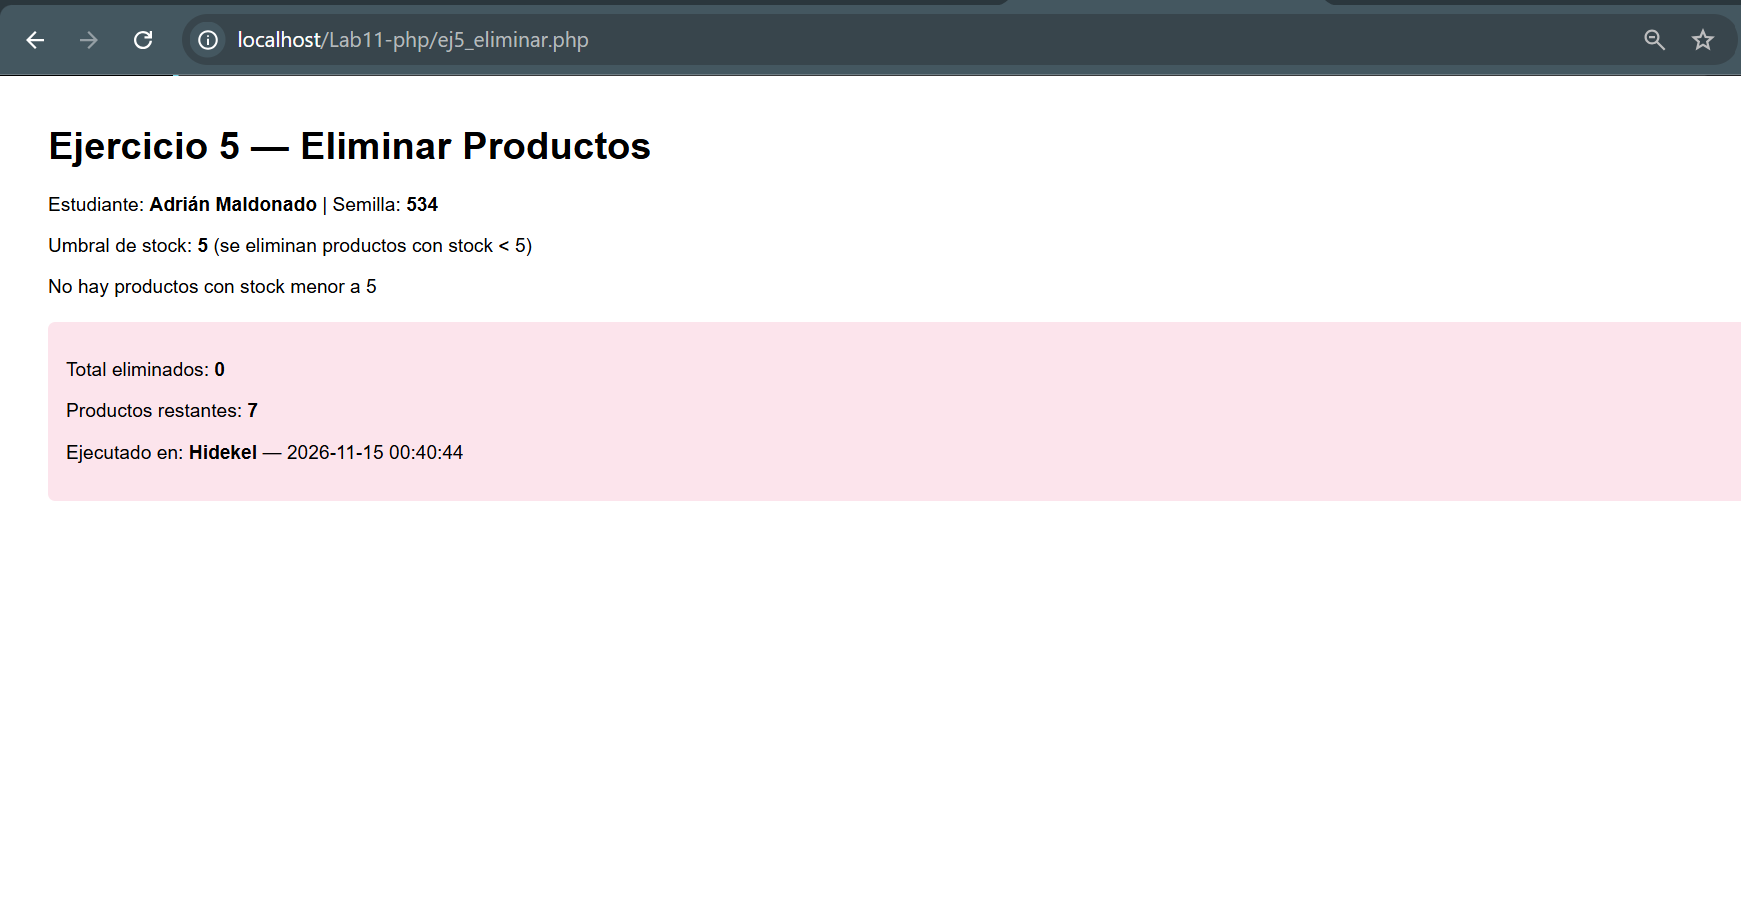 localhost/Lab11-php/ej5_eliminar.php
Ejercicio 5 — Eliminar Productos
Estudiante: Adrián Maldonado | Semilla: 534
Umbral de stock: 5 (se eliminan productos con stock < 5)
No hay productos con stock menor a 5
Total eliminados: 0
Productos restantes: 7
Ejecutado en: Hidekel — 2026-11-15 00:40:44